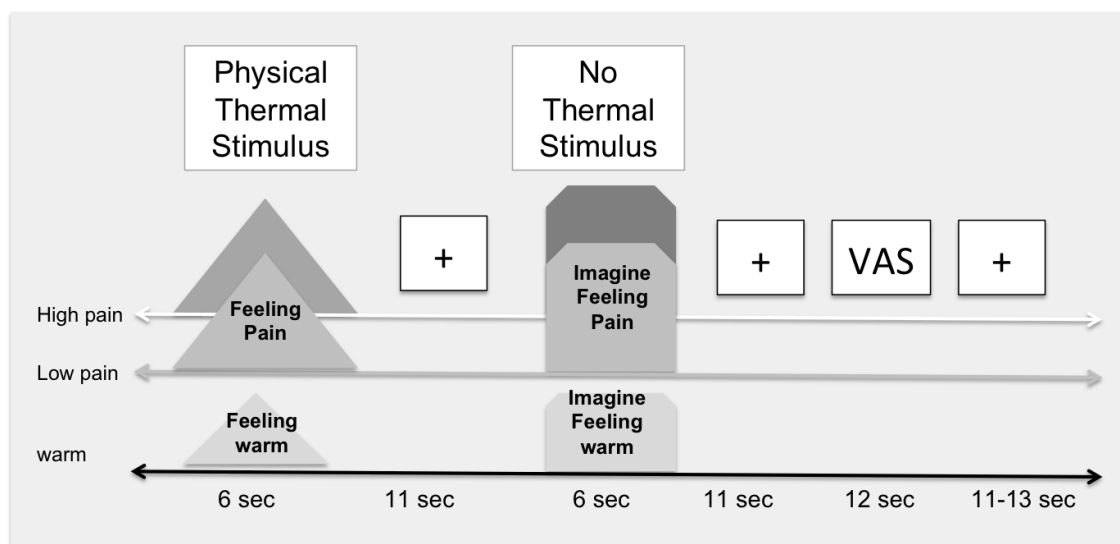 Physical
Thermal
Stimulus
No
Thermal
Stimulus
+
+
VAS
+
High pain
Feeling
Pain
Imagine
Feeling
Pain
Low pain
warm
Feeling
warm
Imagine
Feeling
warm
6 sec
11 sec
6 sec
11 sec
12 sec
11-13 sec